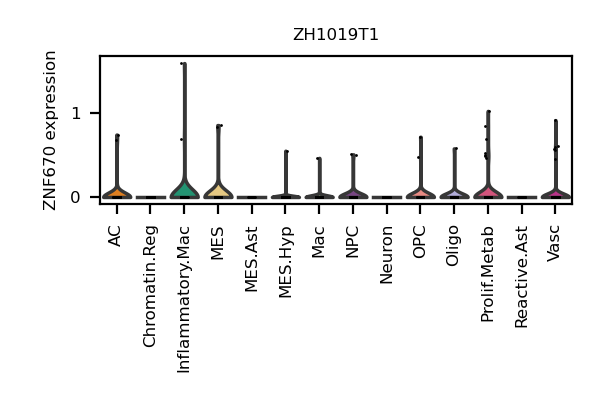 ZH1019T1
ZNF670 expression
1
0
AC
Chromatin.Reg
Inflammatory.Mac
MES
MES.Ast
MES.Hyp
Mac
NPC
Neuron
OPC
Oligo
Prolif.Metab
Reactive.Ast
Vasc